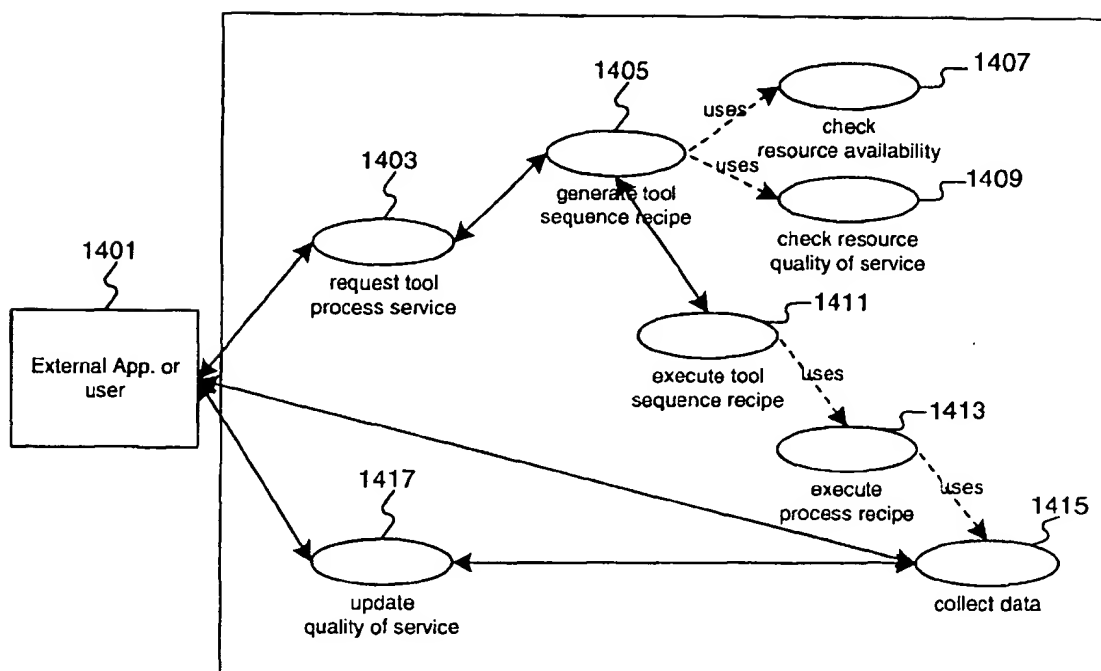 1405
1407
uses
check
resource availability
1403
uses
1409
generate tool
sequence recipe
check resource
quality of service
1401
request tool
process service
1411
External App. or
user
execute tool
sequence recipe
uses
1413
1417
execute
process recipe
uses
1415
update
quality of service
collect data